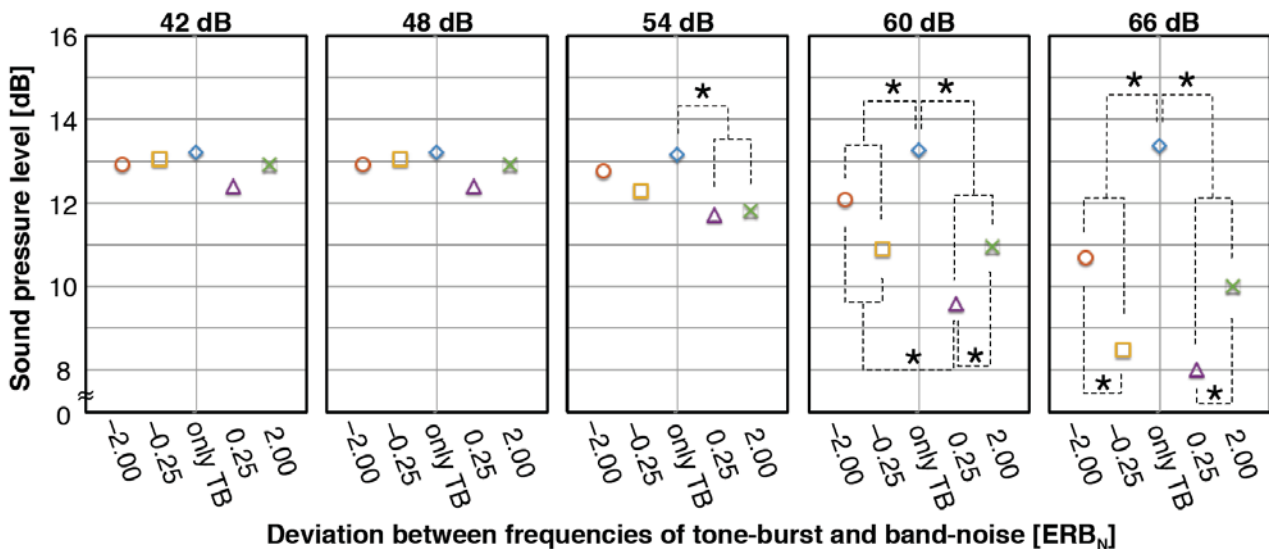 42 dB 48 dB 54 dB 60 dB 66 dB
Sound pressure level [dB]
16
14
12
10
8
0
* * * * *
* * * *
−2.00 −0.25 only TB 0.25 2.00 −2.00 −0.25 only TB 0.25 2.00 −2.00 −0.25 only TB 0.25 2.00 −2.00 −0.25 only TB 0.25 2.00 −2.00 −0.25 only TB 0.25 2.00
Deviation between frequencies of tone-burst and band-noise [ERB_N]